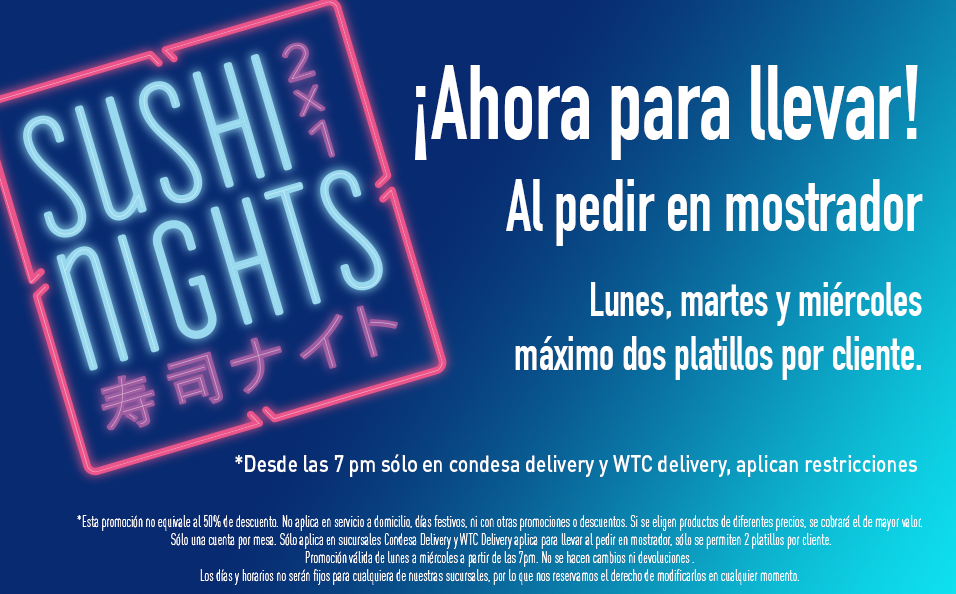 SUSHI
2x1
NIGHTS
寿司ナイト
¡Ahora para llevar!
Al pedir en mostrador
Lunes, martes y miércoles
máximo dos platillos por cliente.
*Desde las 7 pm sólo en condesa delivery y WTC delivery, aplican restricciones
*Esta promoción no equivale al 50% de descuento. No aplica en servicio a domicilio, días festivos, ni con otras promociones o descuentos. Si se eligen productos de diferentes precios, se cobrará el de mayor valor.
Sólo una cuenta por mesa. Sólo aplica en sucursales Condesa Delivery y WTC Delivery aplica para llevar al pedir en mostrador, sólo se permiten 2 platillos por cliente.
Promoción válida de lunes a miércoles a partir de las 7pm. No se hacen cambios ni devoluciones .
Los días y horarios no serán fijos para cualquiera de nuestras sucursales, por lo que nos reservamos el derecho de modificarlos en cualquier momento.